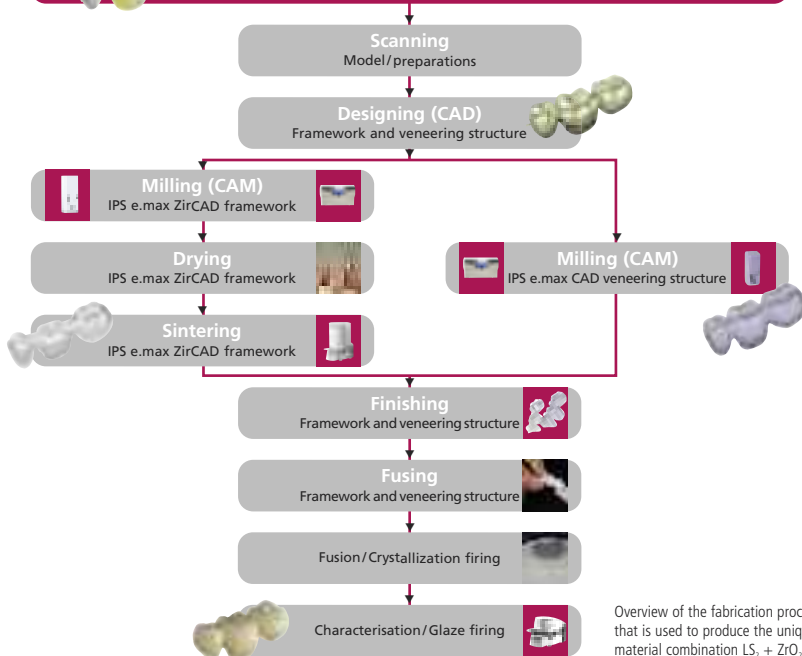 Scanning
Model/preparations
Designing (CAD)
Framework and veneering structure
Milling (CAM)
IPS e.max ZirCAD framework
Drying
IPS e.max ZirCAD framework
Milling (CAM)
IPS e.max CAD veneering structure
Sintering
IPS e.max ZirCAD framework
Finishing
Framework and veneering structure
Fusing
Framework and veneering structure
Fusion/Crystallization firing
Characterisation/Glaze firing
Overview of the fabrication proc
that is used to produce the uniq
material combination LS₂ + ZrO₂